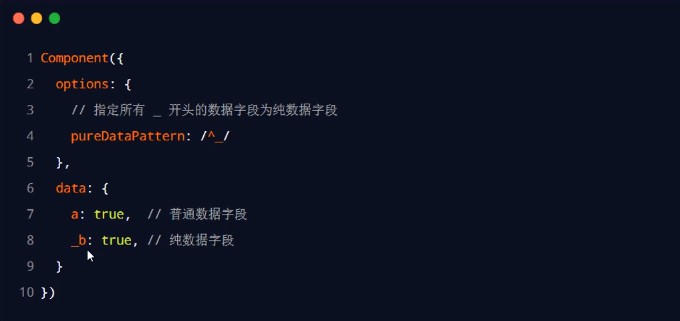 1 Component({
2 options: {
3 // 指定所有 _ 开头的数据字段为纯数据字段
4 pureDataPattern: /^_/
5 },
6 data: {
7 a: true, // 普通数据字段
8 _b: true, // 纯数据字段
9 }
10 })